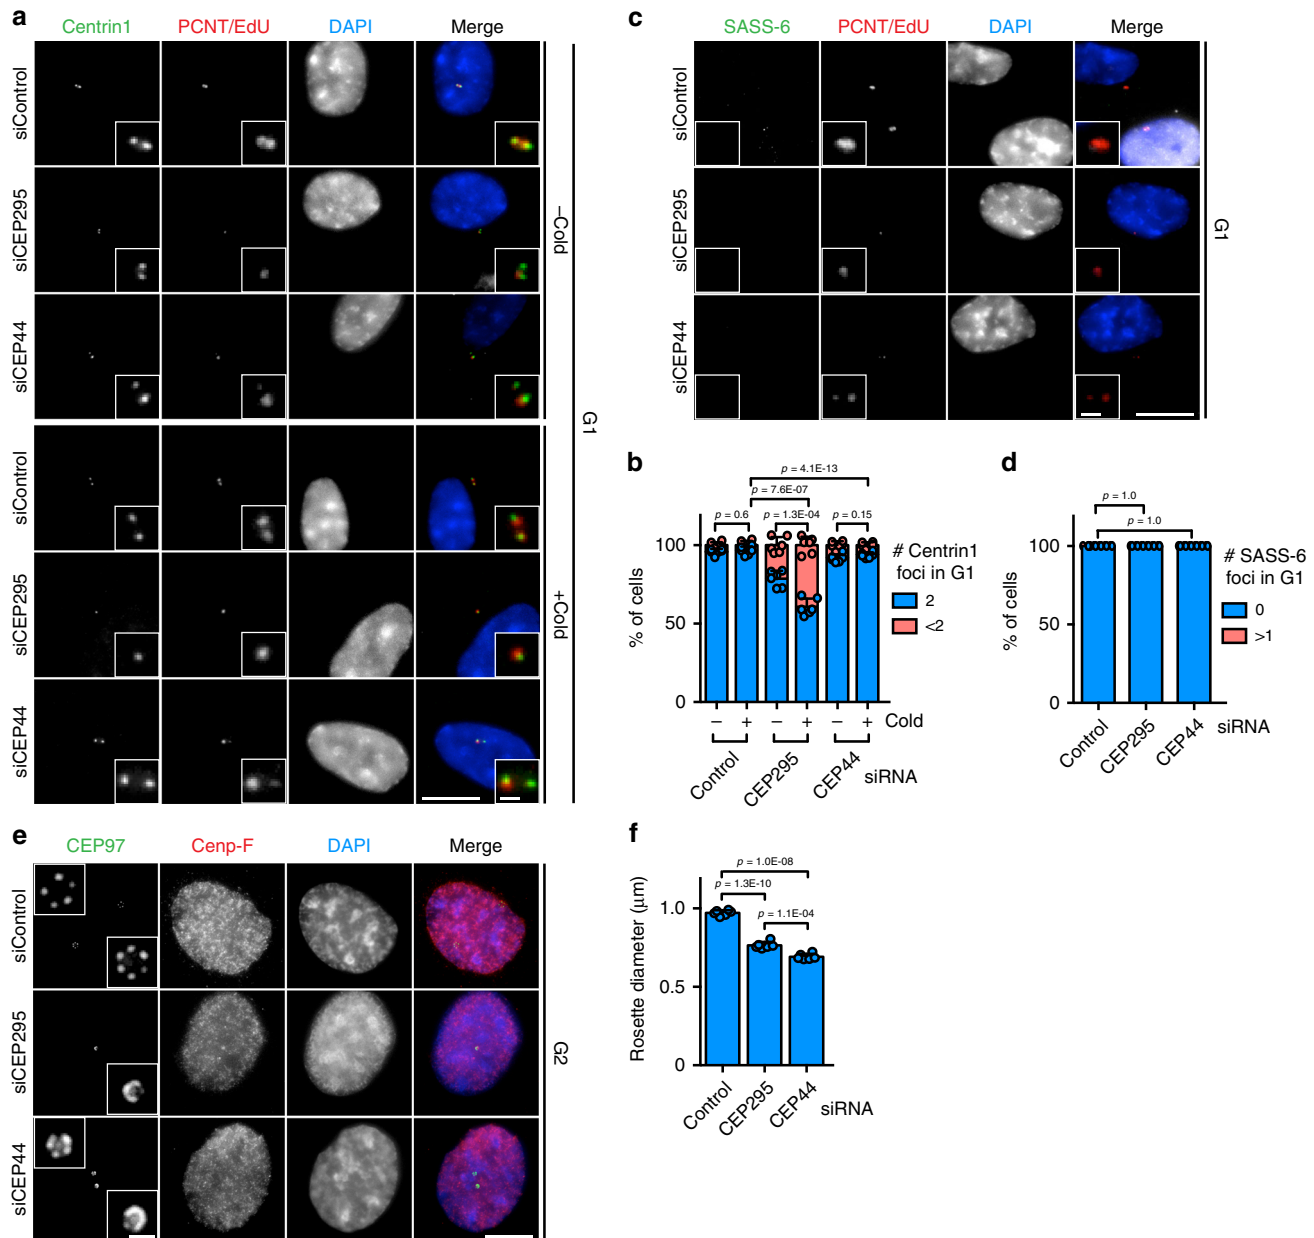 a
Centrin1 PCNT/EdU DAPI Merge
siControl
siCEP295
siCEP44
–Cold
siControl
siCEP295
siCEP44
+Cold
G1
c
SASS-6 PCNT/EdU DAPI Merge
siControl
siCEP295
siCEP44
G1
b
p = 4.1E-13
p = 7.6E-07
p = 0.6 p = 1.3E-04 p = 0.15
% of cells
100
50
0
– + – + – + Cold
Control CEP295 CEP44 siRNA
# Centrin1
foci in G1
2
<2
d
p = 1.0
p = 1.0
% of cells
100
50
0
Control CEP295 CEP44 siRNA
# SASS-6
foci in G1
0
>1
e
CEP97 Cenp-F DAPI Merge
siControl
siCEP295
siCEP44
G2
f
p = 1.0E-08
p = 1.3E-10
p = 1.1E-04
Rosette diameter (μm)
1.0
0.5
0
Control CEP295 CEP44 siRNA